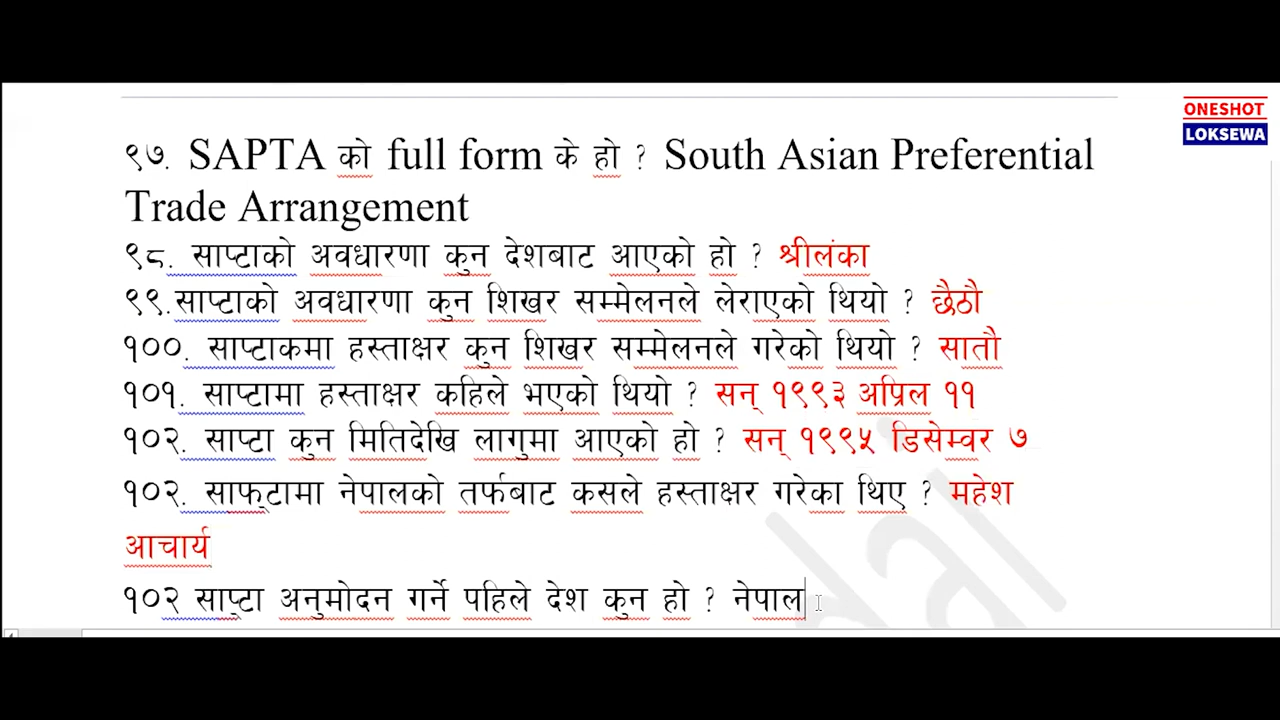 ONESHOT
LOKSEWA
९७. SAPTA को full form के हो ? South Asian Preferential
Trade Arrangement
९८. साप्टाको अवधारणा कुन देशबाट आएको हो ? श्रीलंका
९९.साप्टाको अवधारणा कुन शिखर सम्मेलनले लेराएको थियो ? छैठौ
१००. साप्टाकमा हस्ताक्षर कुन शिखर सम्मेलनले गरेको थियो ? सातौ
१०१. साप्टामा हस्ताक्षर कहिले भएको थियो ? सन् १९९३ अप्रिल ११
१०२. साप्टा कुन मितिदेखि लागुमा आएको हो ? सन् १९९५ डिसेम्वर ७
१०२. साफ्टामा नेपालको तर्फबाट कसले हस्ताक्षर गरेका थिए ? महेश
आचार्य
१०२ साप्टा अनुमोदन गर्ने पहिले देश कुन हो ? नेपाल